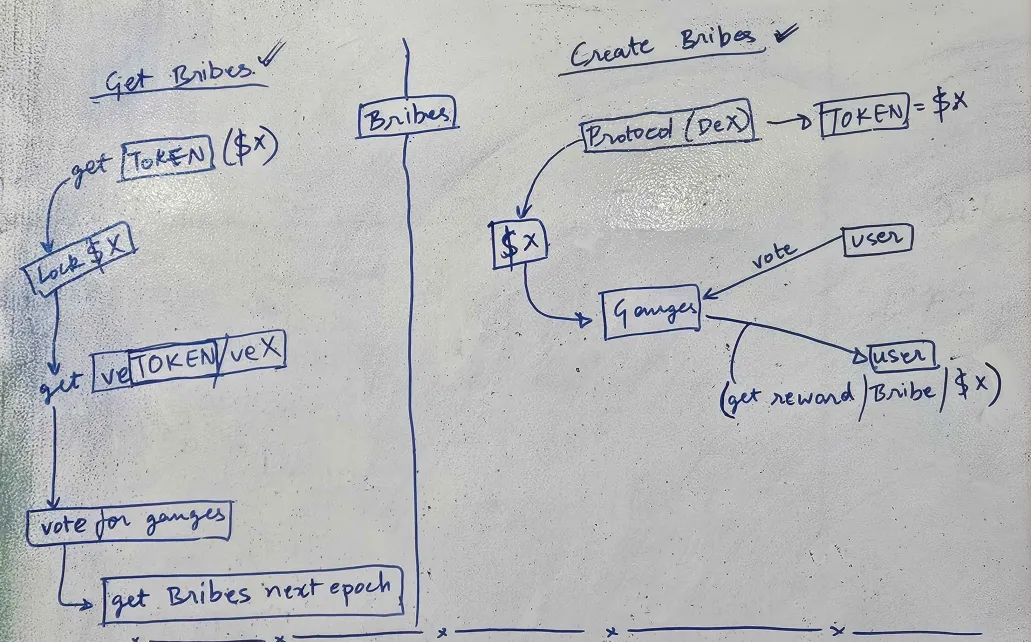 Get Bribes
get TOKEN ($X)
Lock $X
get veTOKEN/veX
vote for gauges
get Bribes next epoch
Bribes
Create Bribes
Protocol (DeX) → TOKEN = $X
$X
vote
user
Gauges
user
(get reward/Bribe/$X)